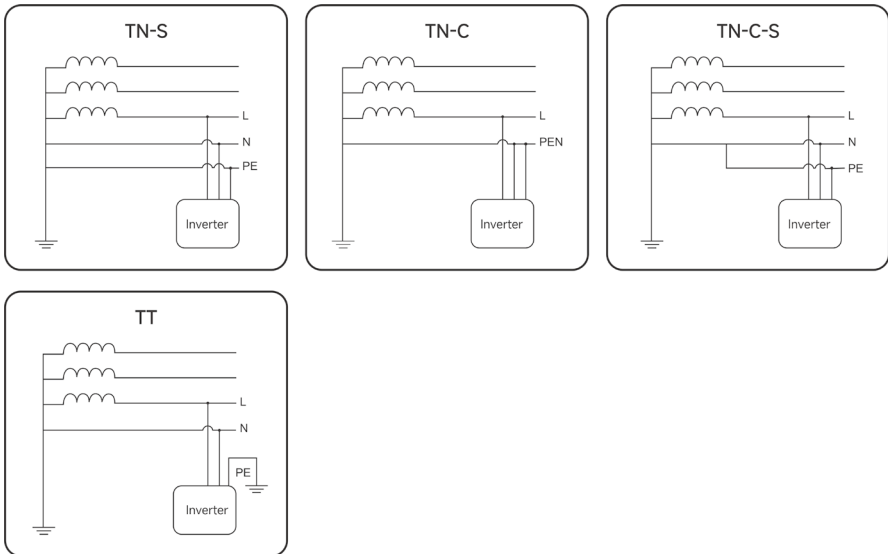 TN-S
L
N
PE
Inverter
TN-C
L
PEN
Inverter
TN-C-S
L
N
PE
Inverter
TT
L
N
PE
Inverter